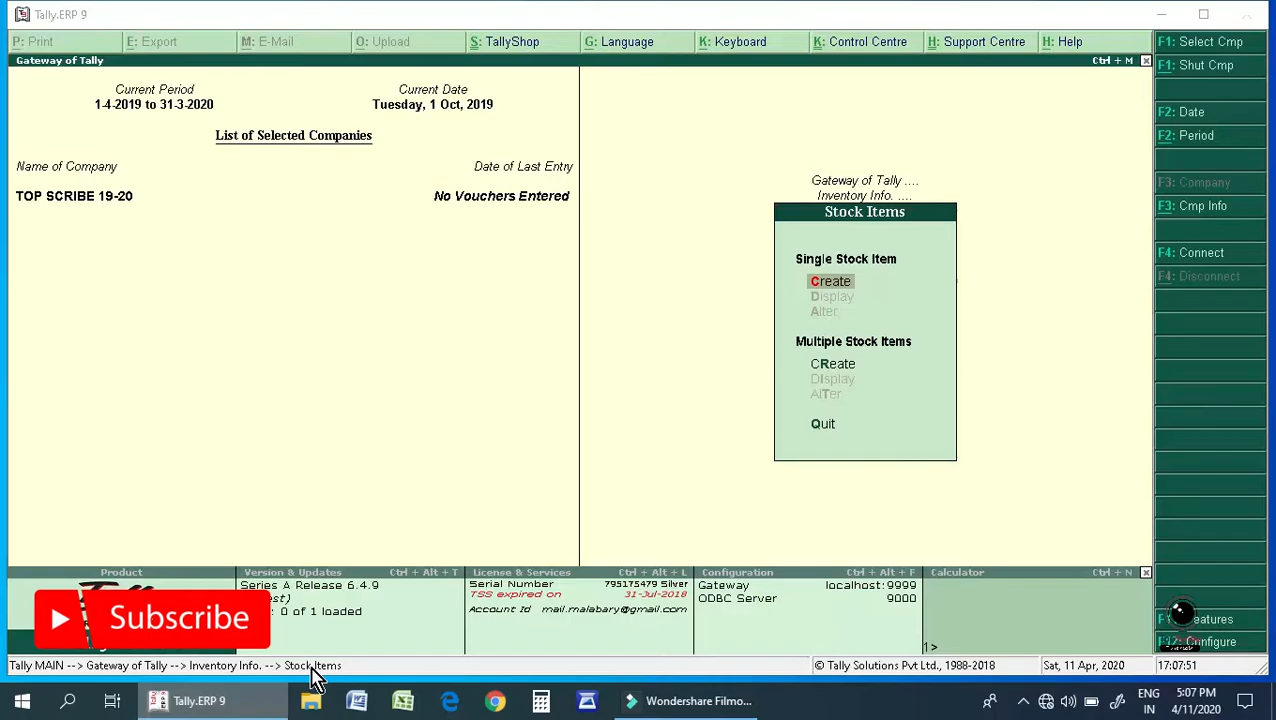 Tally.ERP 9
P: Print
E: Export
M: E-Mail
O: Upload
S: TallyShop
G: Language
K: Keyboard
K: Control Centre
H: Support Centre
H: Help
F1: Select Cmp
Gateway of Tally
Ctrl + M
F1: Shut Cmp
Current Period
1-4-2019 to 31-3-2020
Current Date
Tuesday, 1 Oct, 2019
F2: Date
List of Selected Companies
F2: Period
Name of Company
Date of Last Entry
TOP SCRIBE 19-20
No Vouchers Entered
F3: Company
F3: Cmp Info
F4: Connect
F4: Disconnect
Gateway of Tally ....
Inventory Info. ....
Stock Items
Single Stock Item
Create
Display
Alter
Multiple Stock Items
CReate
DIsplay
AlTer
Quit
Product
Version & Updates
Ctrl + Alt + T
License & Services
Ctrl + Alt + L
Configuration
Ctrl + Alt + F
Calculator
Ctrl + N
Series A Release 6.4.9
0 of 1 loaded
Serial Number
795175479 Silver
TSS expired on
31-Jul-2018
Account Id
mail.malabary@gmail.com
Gateway
localhost:9999
ODBC Server
9000
1>
Subscribe
Tally MAIN --> Gateway of Tally --> Inventory Info. --> Stock Items
© Tally Solutions Pvt Ltd., 1988-2018
Sat, 11 Apr, 2020
17:07:51
Tally.ERP 9
Wondershare Filmo...
ENG
IN
5:07 PM
4/11/2020